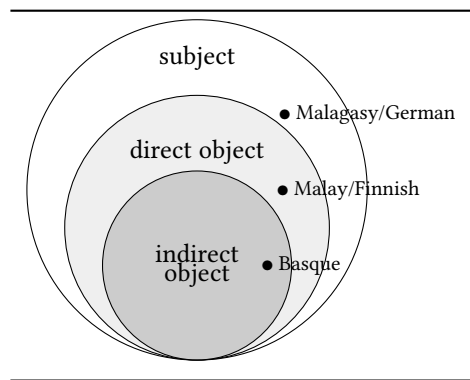 subject
Malagasy/German
direct object
Malay/Finnish
indirect
object
Basque